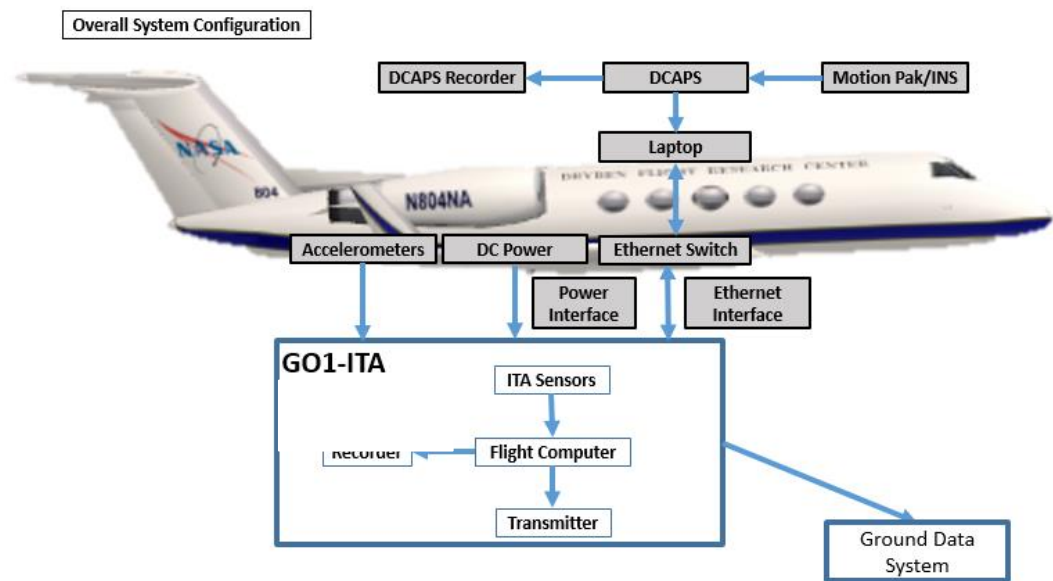 Overall System Configuration
DCAPS Recorder
DCAPS
Motion Pak/INS
Laptop
NASA
DRYDEN FLIGHT RESEARCH CENTER
804
N804NA
Accelerometers
DC Power
Ethernet Switch
Power
Interface
Ethernet
Interface
GO1-ITA
ITA Sensors
Recorder
Flight Computer
Transmitter
Ground Data
System